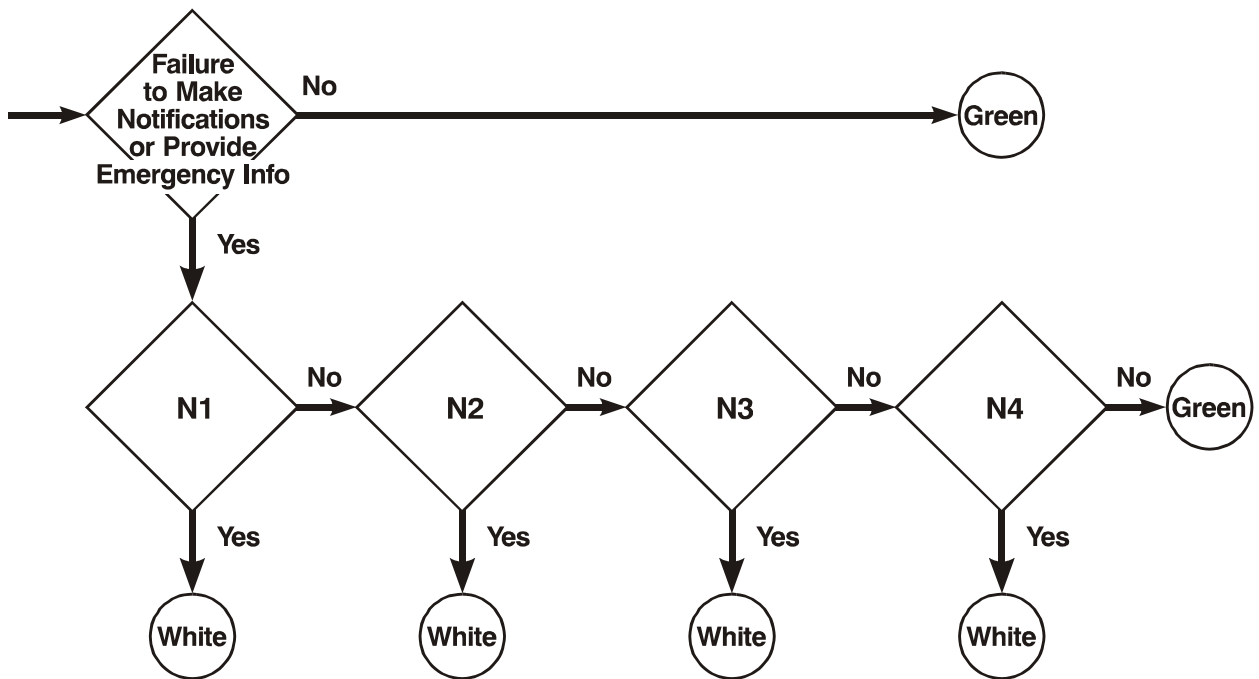 Failure
to Make
Notifications
or Provide
Emergency Info
No
Green
Yes
N1
No
N2
No
N3
No
N4
No
Green
Yes
Yes
Yes
Yes
White
White
White
White